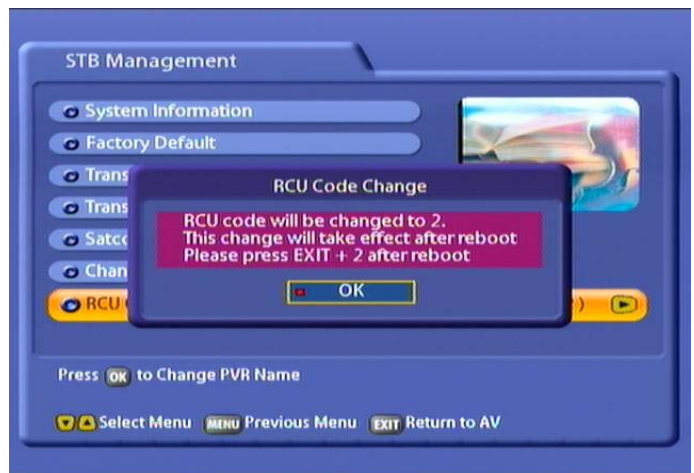 STB Management
System Information
Factory Default
Trans
Trans
RCU Code Change
RCU code will be changed to 2.
This change will take effect after reboot
Please press EXIT + 2 after reboot
OK
Satco
Chan
RCU (
)
Press OK to Change PVR Name
Select Menu MENU Previous Menu EXIT Return to AV